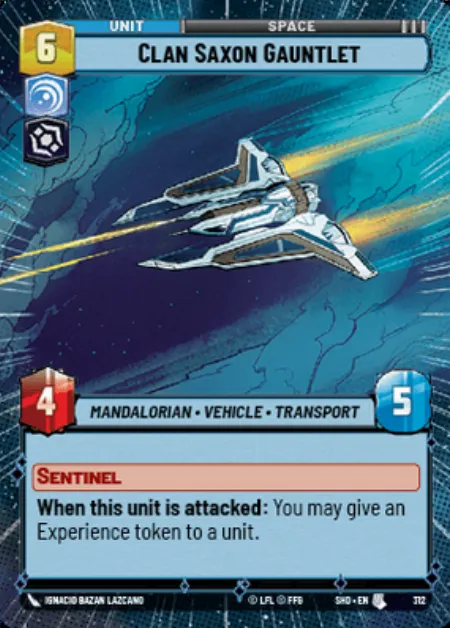 UNIT
SPACE
6
CLAN SAXON GAUNTLET
4
MANDALORIAN • VEHICLE • TRANSPORT
5
SENTINEL
When this unit is attacked: You may give an
Experience token to a unit.
IGNACIO BAZAN LAZCANO
© LFL © FFG
SHD • EN
312